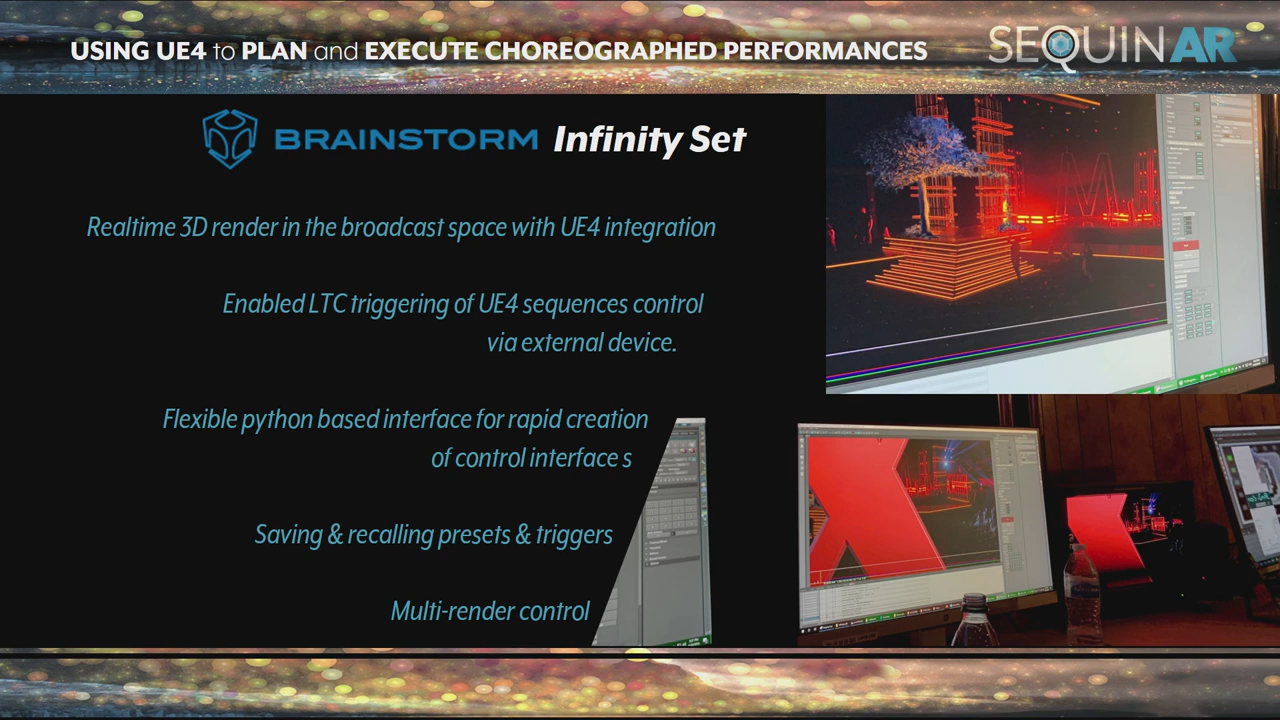 USING UE4 to PLAN and EXECUTE CHOREOGRAPHED PERFORMANCES
SEQUINAR
BRAINSTORM Infinity Set
Realtime 3D render in the broadcast space with UE4 integration
Enabled LTC triggering of UE4 sequences control
via external device.
Flexible python based interface for rapid creation
of control interface s
Saving & recalling presets & triggers
Multi-render control